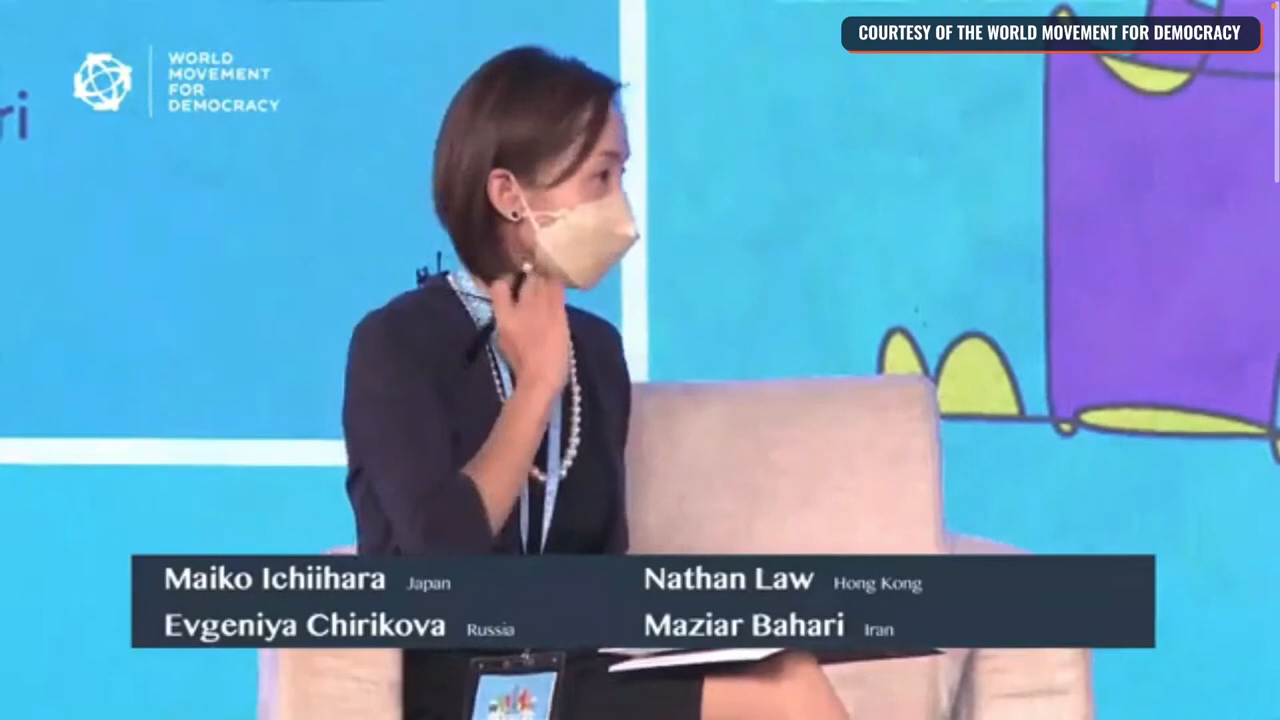 COURTESY OF THE WORLD MOVEMENT FOR DEMOCRACY
WORLD
MOVEMENT
FOR
DEMOCRACY
ri
Maiko Ichiihara Japan
Nathan Law Hong Kong
Evgeniya Chirikova Russia
Maziar Bahari Iran